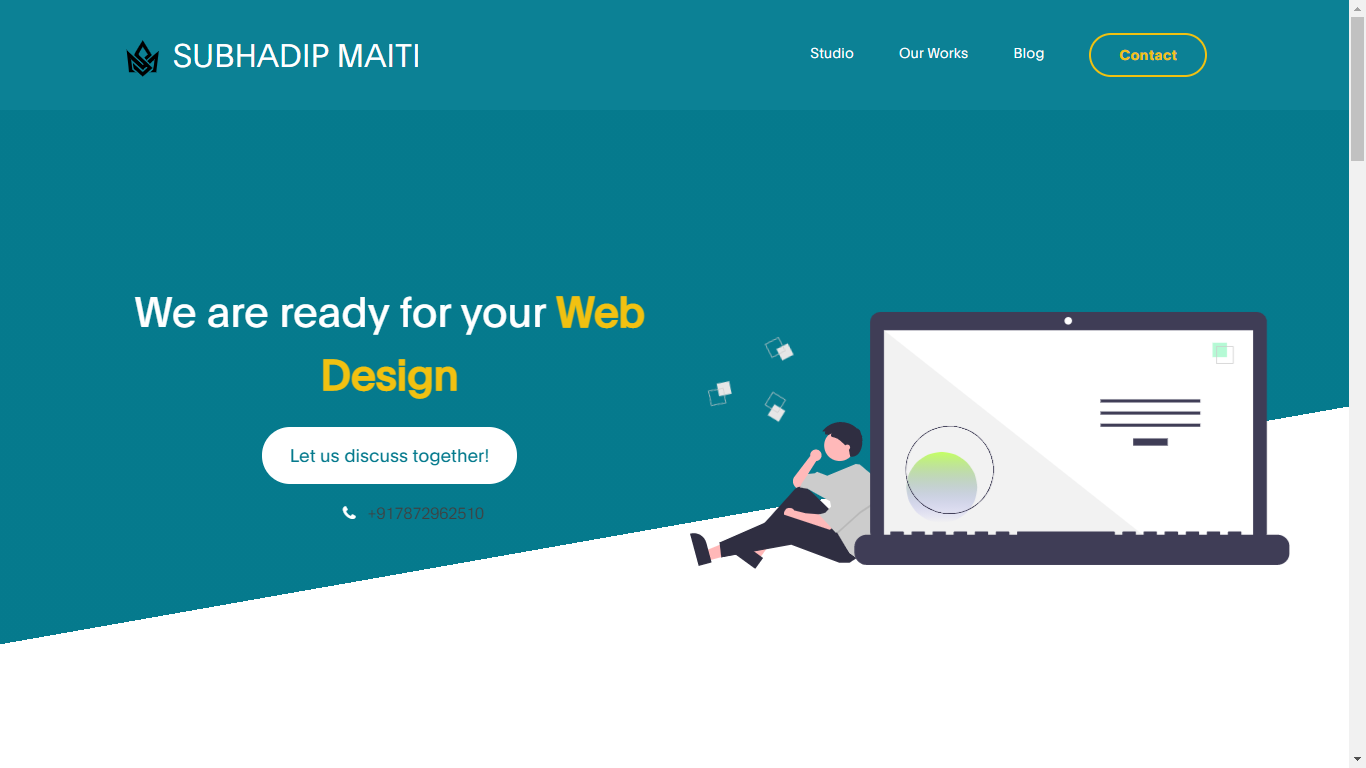 SUBHADIP MAITI
Studio
Our Works
Blog
Contact
We are ready for your Web
Design
Let us discuss together!
+917872962510